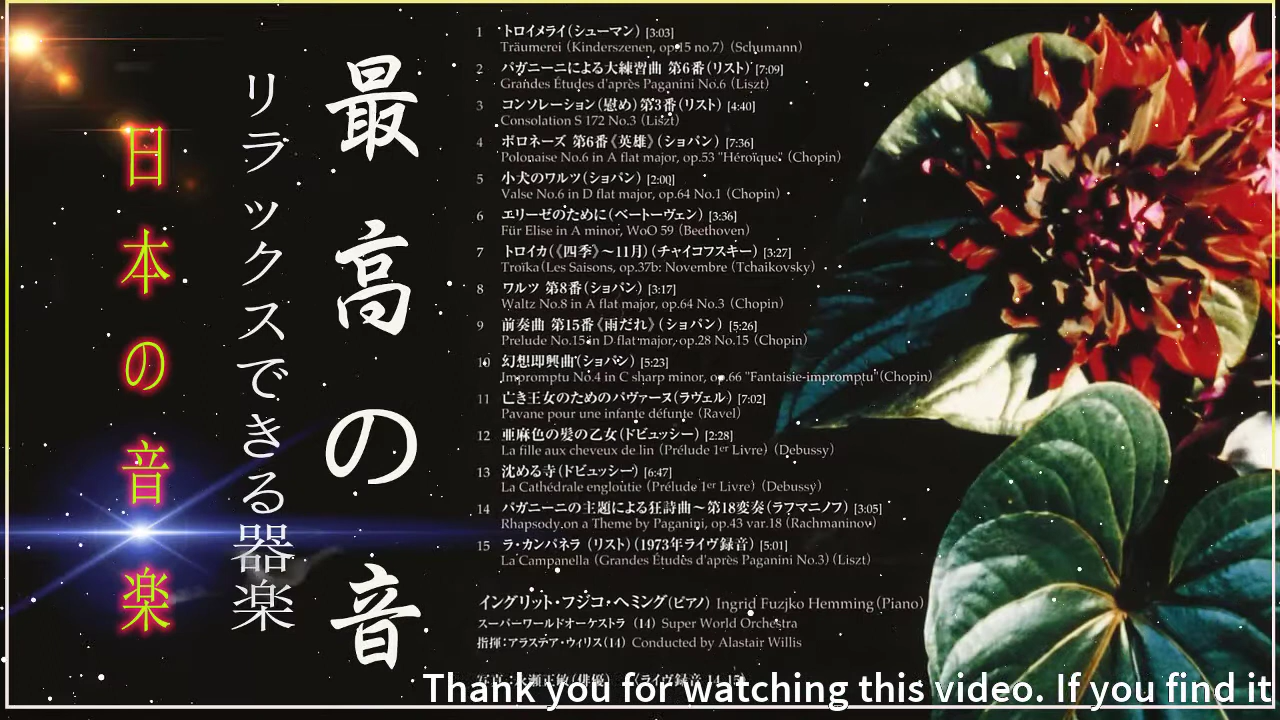 最高の音
リラックスできる器楽
日本の音楽
1 トロイメライ（シューマン） [3:03]
Träumerei (Kinderszenen, op.15 no.7) (Schumann)
2 パガニーニによる大練習曲 第6番（リスト） [7:09]
Grandes Études d'après Paganini No.6 (Liszt)
3 コンソレーション（慰め）第3番（リスト） [4:40]
Consolation S 172 No.3 (Liszt)
4 ポロネーズ 第6番《英雄》（ショパン） [7:36]
Polonaise No.6 in A flat major, op.53 "Héroïque" (Chopin)
5 小犬のワルツ（ショパン） [2:00]
Valse No.6 in D flat major, op.64 No.1 (Chopin)
6 エリーゼのために（ベートーヴェン） [3:36]
Für Elise in A minor, WoO 59 (Beethoven)
7 トロイカ（《四季》～11月）（チャイコフスキー） [3:27]
Troïka (Les Saisons, op.37b: Novembre (Tchaikovsky)
8 ワルツ 第8番（ショパン） [3:17]
Waltz No.8 in A flat major, op.64 No.3 (Chopin)
9 前奏曲 第15番《雨だれ》（ショパン） [5:26]
Prelude No.15 in D flat major, op.28 No.15 (Chopin)
10 幻想即興曲（ショパン） [5:23]
Impromptu No.4 in C sharp minor, op.66 "Fantaisie-impromptu" (Chopin)
11 亡き王女のためのパヴァーヌ（ラヴェル） [7:02]
Pavane pour une infante défunte (Ravel)
12 亜麻色の髪の乙女（ドビュッシー） [2:28]
La fille aux cheveux de lin (Prélude 1er Livre) (Debussy)
13 沈める寺（ドビュッシー） [6:47]
La Cathédrale engloutie (Prélude 1er Livre) (Debussy)
14 パガニーニの主題による狂詩曲～第18変奏（ラフマニノフ） [3:05]
Rhapsody on a Theme by Paganini, op.43 var.18 (Rachmaninov)
15 ラ・カンパネラ（リスト）（1973年ライヴ録音） [5:01]
La Campanella (Grandes Études d'après Paganini No.3) (Liszt)
イングリット・フジコ・ヘミング（ピアノ） Ingrid Fuzjko Hemming (Piano)
スーパーワールドオーケストラ（14） Super World Orchestra
指揮：アラステア・ウィリス（14） Conducted by Alastair Willis
Thank you for watching this video. If you find it